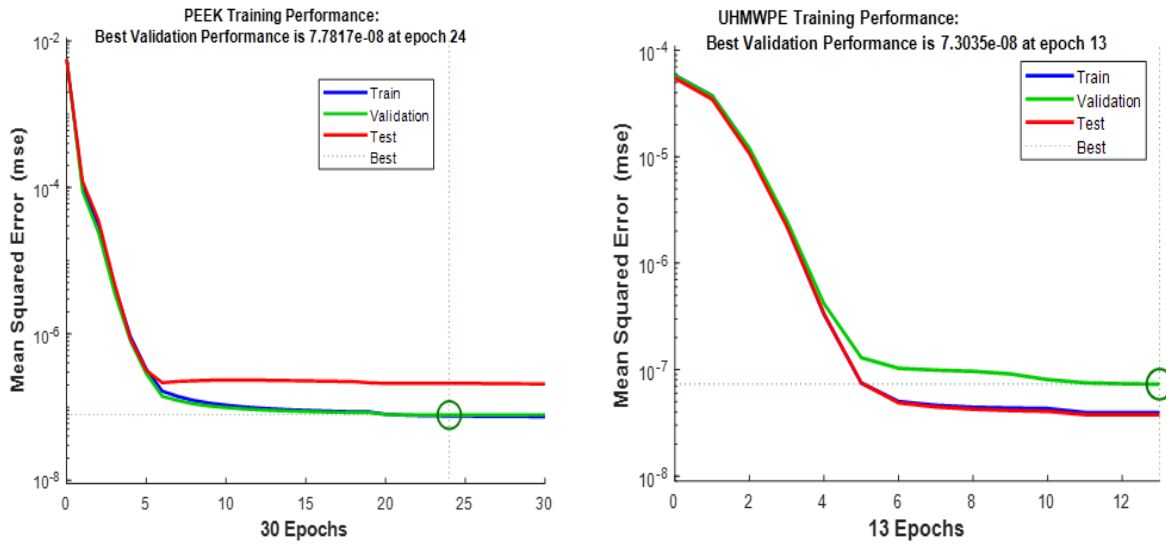 PEEK Training Performance:
Best Validation Performance is 7.7817e-08 at epoch 24
Mean Squared Error (mse)
10-2
10-4
10-6
10-8
Train
Validation
Test
Best
0 5 10 15 20 25 30
30 Epochs
UHMWPE Training Performance:
Best Validation Performance is 7.3035e-08 at epoch 13
Mean Squared Error (mse)
10-4
10-5
10-6
10-7
10-8
Train
Validation
Test
Best
0 2 4 6 8 10 12
13 Epochs